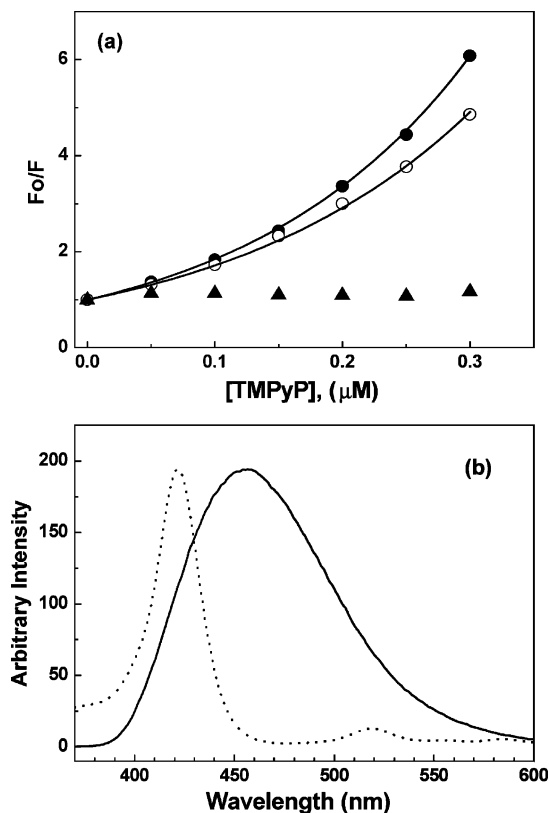 (a)
6
4
2
0
Fo/F
0.0 0.1 0.2 0.3
[TMPyP], (μM)
(b)
200
150
100
50
0
Arbitrary Intensity
400 450 500 550 600
Wavelength (nm)